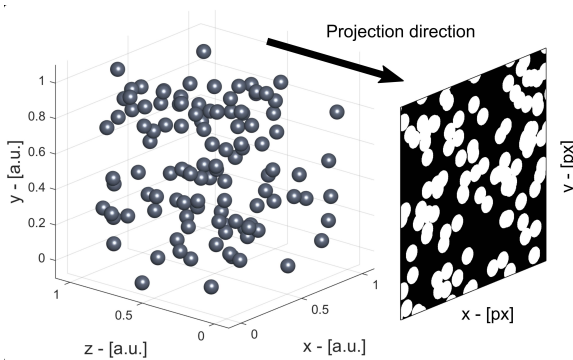 Projection direction
1
0.8
0.6
0.4
0.2
0
y - [a.u.]
1
0.5
0
z - [a.u.]
0
0.5
1
x - [a.u.]
x - [px]
y - [px]